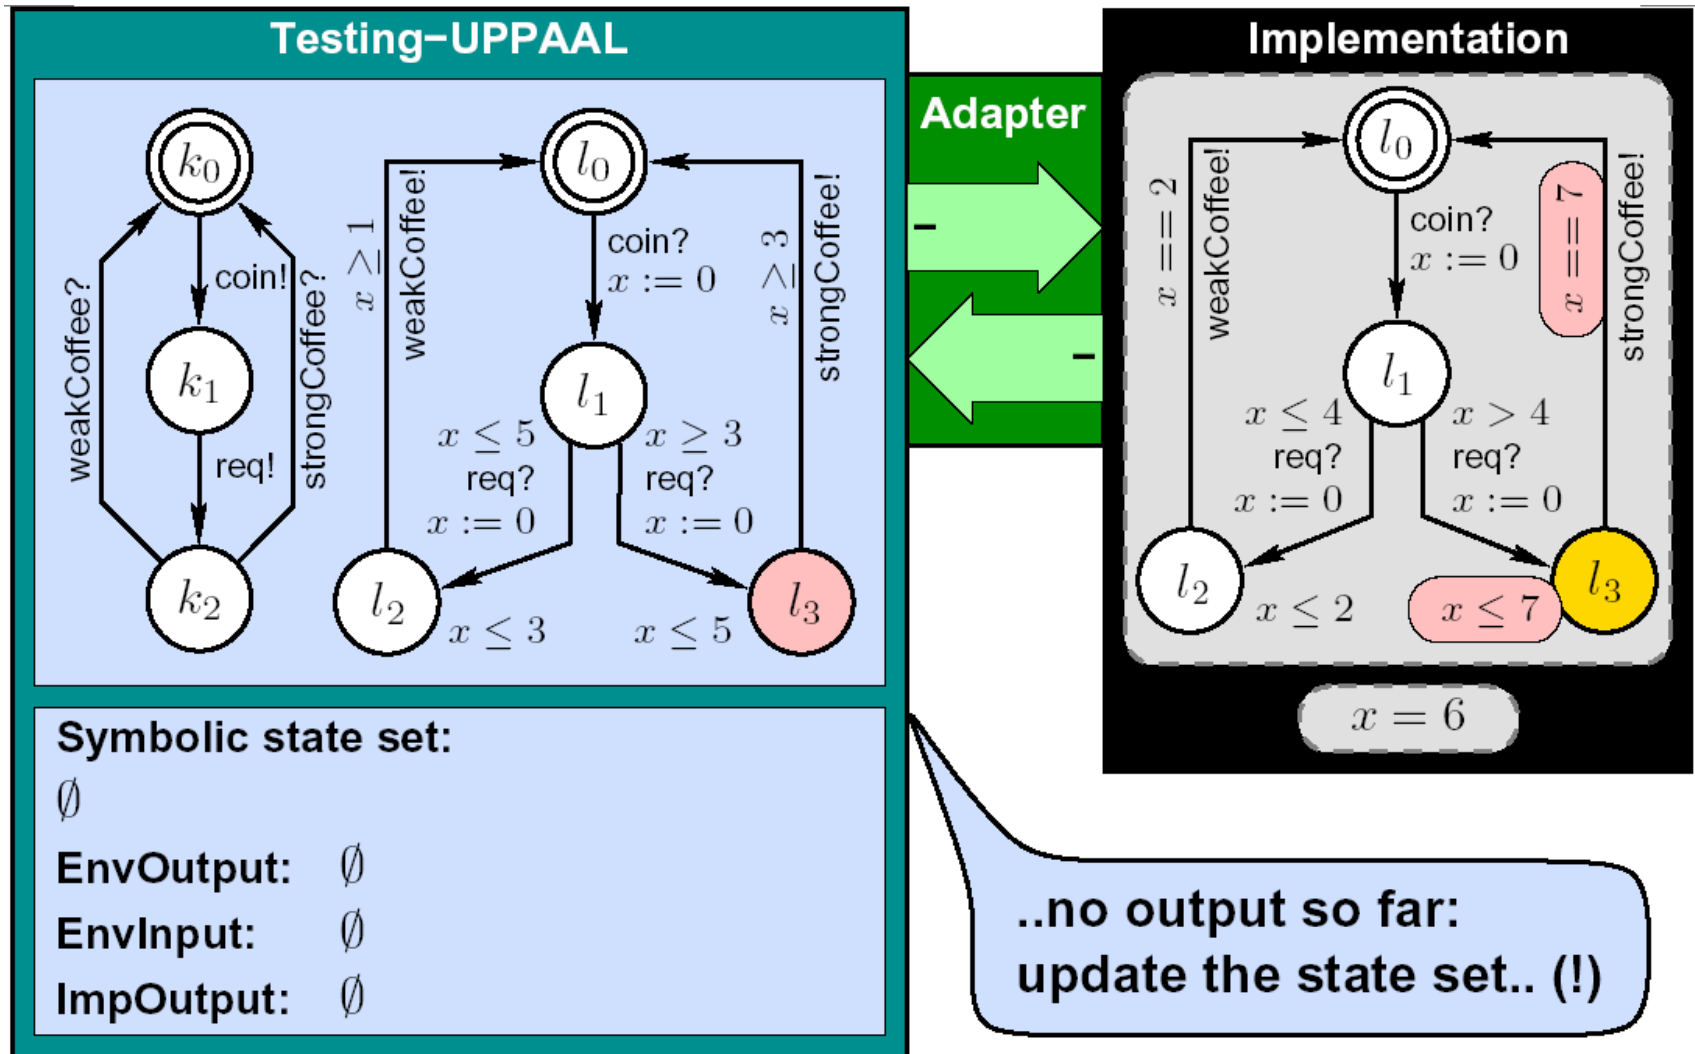 Testing−UPPAAL
k₀
coin!
k₁
req!
k₂
weakCoffee?
strongCoffee?
l₀
x ≥ 1
weakCoffee!
coin?
x := 0
x ≥ 3
strongCoffee!
l₁
x ≤ 5
req?
x := 0
x ≥ 3
req?
x := 0
l₂
x ≤ 3
x ≤ 5
l₃
Symbolic state set:
∅
EnvOutput: ∅
EnvInput: ∅
ImpOutput: ∅
Adapter
−
−
Implementation
l₀
x == 2
weakCoffee!
coin?
x := 0
x == 7
strongCoffee!
l₁
x ≤ 4
req?
x := 0
x > 4
req?
x := 0
l₂
x ≤ 2
x ≤ 7
l₃
x = 6
..no output so far:
update the state set.. (!)